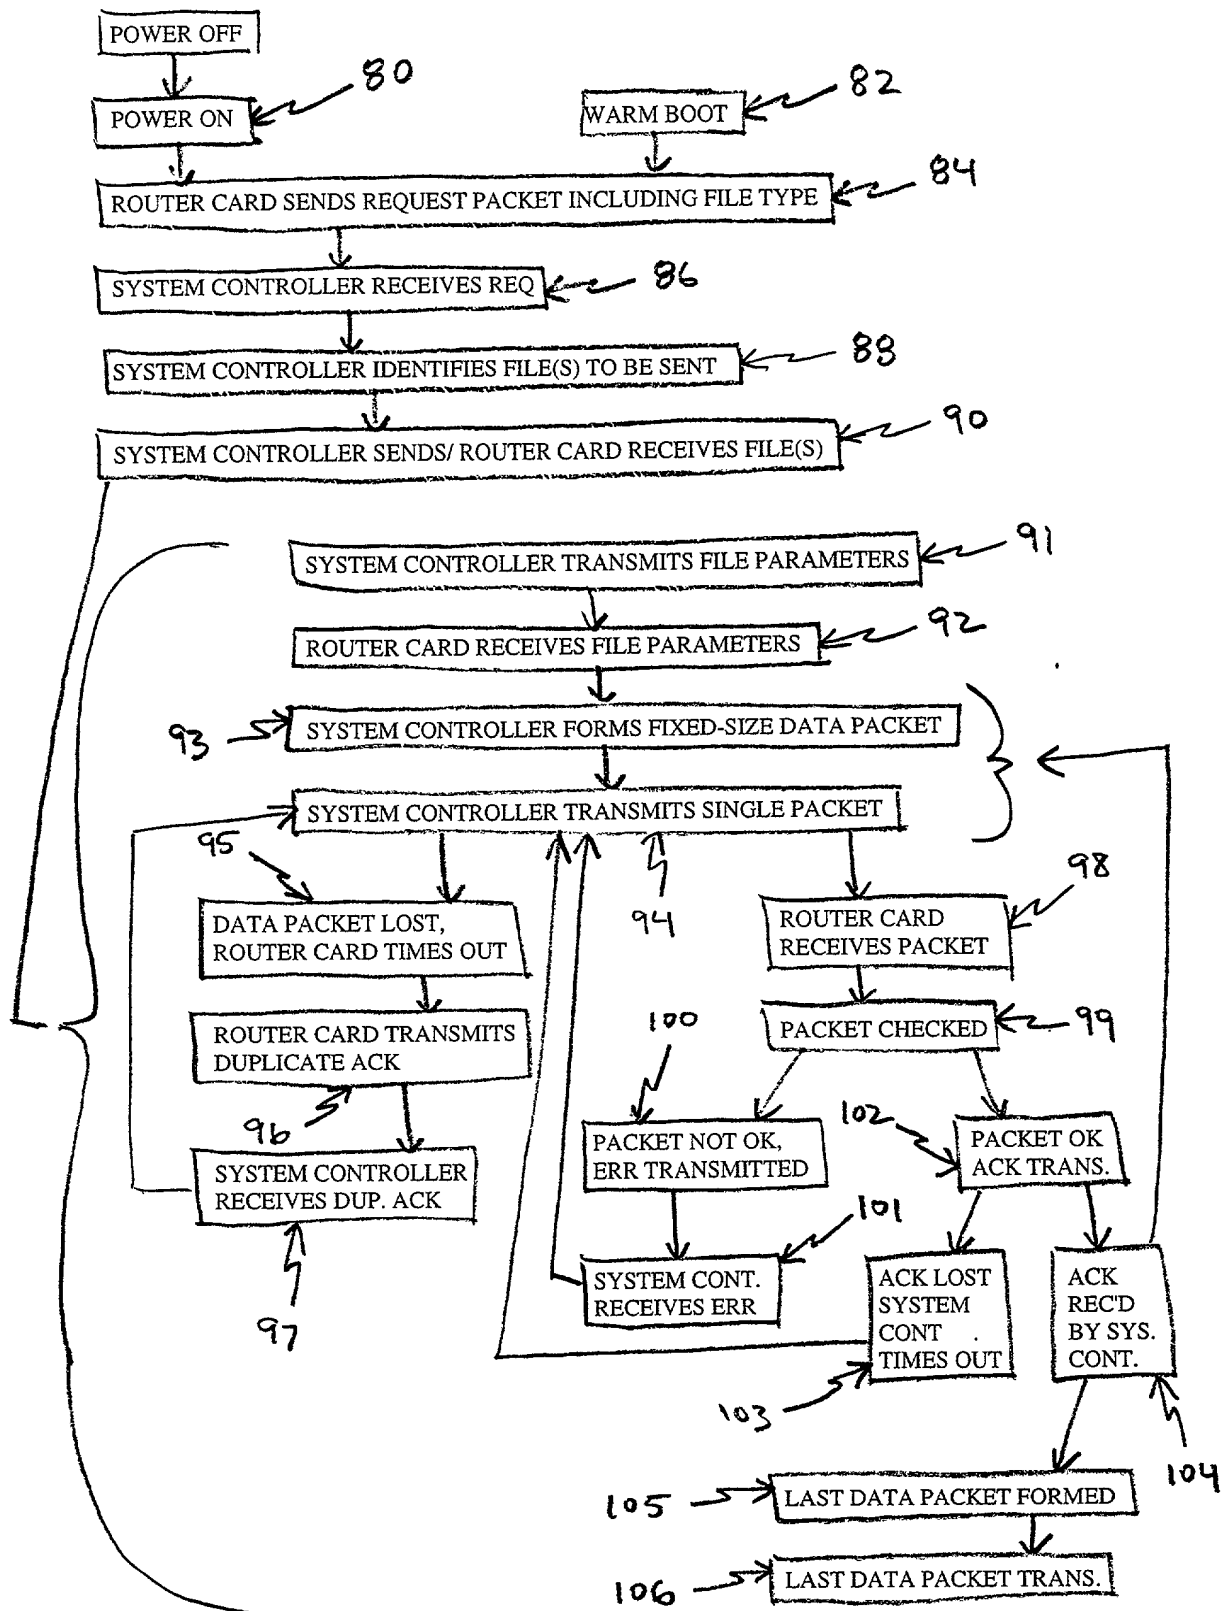 POWER OFF
80
POWER ON
82
WARM BOOT
84
ROUTER CARD SENDS REQUEST PACKET INCLUDING FILE TYPE
86
SYSTEM CONTROLLER RECEIVES REQ
88
SYSTEM CONTROLLER IDENTIFIES FILE(S) TO BE SENT
90
SYSTEM CONTROLLER SENDS/ ROUTER CARD RECEIVES FILE(S)
91
SYSTEM CONTROLLER TRANSMITS FILE PARAMETERS
92
ROUTER CARD RECEIVES FILE PARAMETERS
93
SYSTEM CONTROLLER FORMS FIXED-SIZE DATA PACKET
SYSTEM CONTROLLER TRANSMITS SINGLE PACKET
94
95
DATA PACKET LOST,
ROUTER CARD TIMES OUT
ROUTER CARD TRANSMITS
DUPLICATE ACK
96
SYSTEM CONTROLLER
RECEIVES DUP. ACK
97
98
ROUTER CARD
RECEIVES PACKET
PACKET CHECKED
99
100
PACKET NOT OK,
ERR TRANSMITTED
101
SYSTEM CONT.
RECEIVES ERR
102
PACKET OK
ACK TRANS.
ACK LOST
SYSTEM
CONT .
TIMES OUT
103
ACK
REC'D
BY SYS.
CONT.
104
105
LAST DATA PACKET FORMED
106
LAST DATA PACKET TRANS.